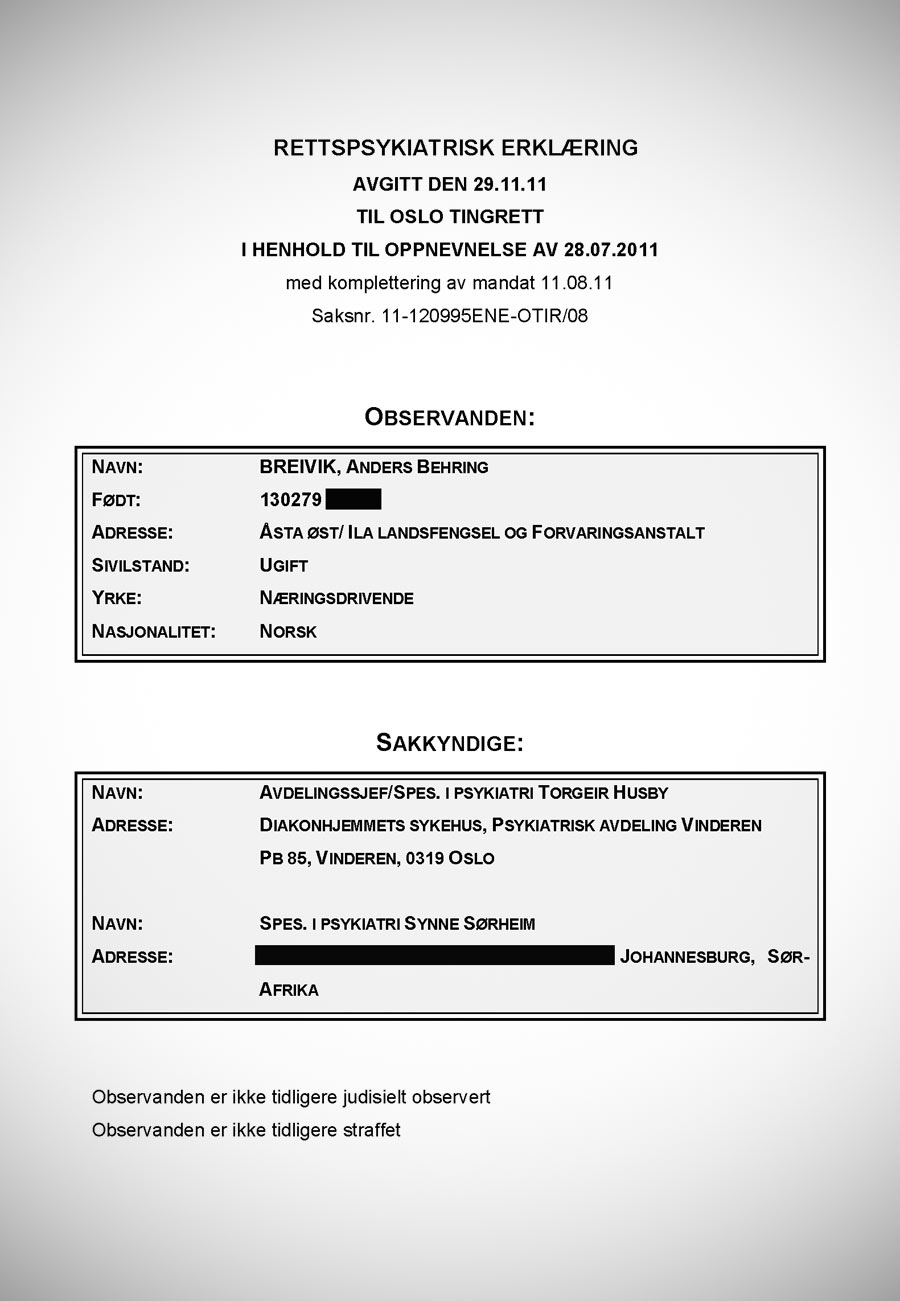 RETTSPSYKIATRISK ERKLÆRING
AVGITT DEN 29.11.11
TIL OSLO TINGRETT
I HENHOLD TIL OPPNEVNELSE AV 28.07.2011
med komplettering av mandat 11.08.11
Saksnr. 11-120995ENE-OTIR/08
OBSERVANDEN:
NAVN: BREIVIK, ANDERS BEHRING
FØDT: 130279
ADRESSE: ÅSTA ØST/ ILA LANDSFENGSEL OG FORVARINGSANSTALT
SIVILSTAND: UGIFT
YRKE: NÆRINGSDRIVENDE
NASJONALITET: NORSK
SAKKYNDIGE:
NAVN: AVDELINGSSJEF/SPES. I PSYKIATRI TORGEIR HUSBY
ADRESSE: DIAKONHJEMMETS SYKEHUS, PSYKIATRISK AVDELING VINDEREN
PB 85, VINDEREN, 0319 OSLO
NAVN: SPES. I PSYKIATRI SYNNE SØRHEIM
ADRESSE: JOHANNESBURG, SØR-
AFRIKA
Observanden er ikke tidligere judisielt observert
Observanden er ikke tidligere straffet